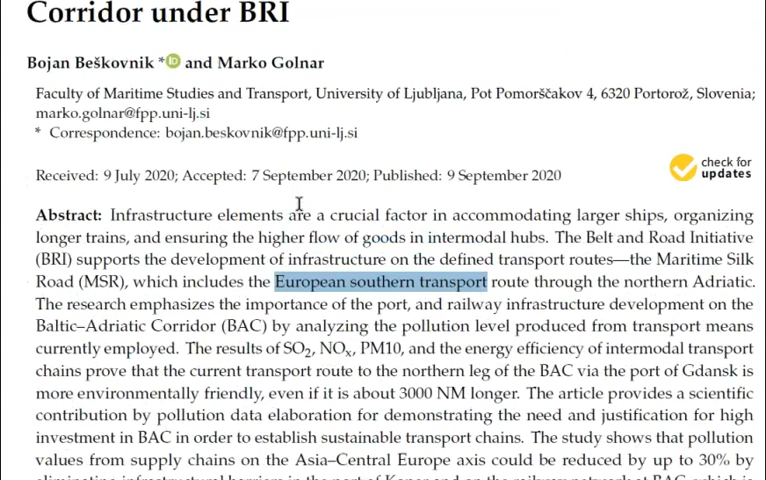 Corridor under BRI
Bojan Beškovnik * iD and Marko Golnar
Faculty of Maritime Studies and Transport, University of Ljubljana, Pot Pomorščakov 4, 6320 Portorož, Slovenia;
marko.golnar@fpp.uni-lj.si
* Correspondence: bojan.beskovnik@fpp.uni-lj.si
Received: 9 July 2020; Accepted: 7 September 2020; Published: 9 September 2020
check for
updates
Abstract: Infrastructure elements are a crucial factor in accommodating larger ships, organizing
longer trains, and ensuring the higher flow of goods in intermodal hubs. The Belt and Road Initiative
(BRI) supports the development of infrastructure on the defined transport routes—the Maritime Silk
Road (MSR), which includes the European southern transport route through the northern Adriatic.
The research emphasizes the importance of the port, and railway infrastructure development on the
Baltic–Adriatic Corridor (BAC) by analyzing the pollution level produced from transport means
currently employed. The results of SO₂, NOₓ, PM10, and the energy efficiency of intermodal transport
chains prove that the current transport route to the northern leg of the BAC via the port of Gdansk is
more environmentally friendly, even if it is about 3000 NM longer. The article provides a scientific
contribution by pollution data elaboration for demonstrating the need and justification for high
investment in BAC in order to establish sustainable transport chains. The study shows that pollution
values from supply chains on the Asia–Central Europe axis could be reduced by up to 30% by